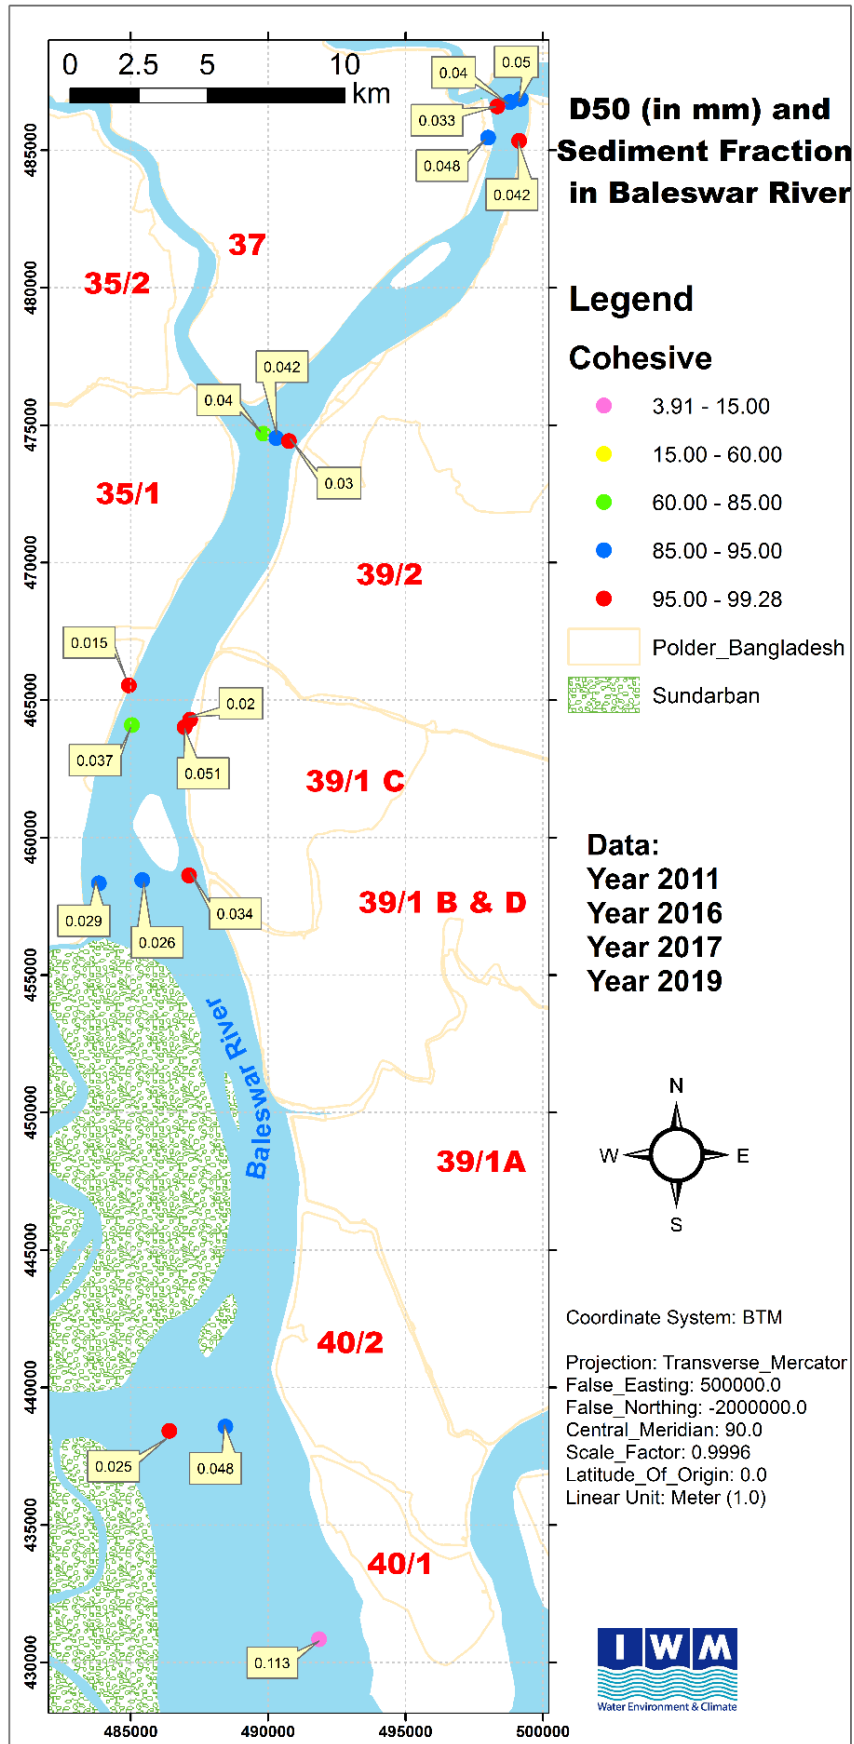 0 2.5 5 10
km
D50 (in mm) and
Sediment Fraction
in Baleswar River
Legend
Cohesive
3.91 - 15.00
15.00 - 60.00
60.00 - 85.00
85.00 - 95.00
95.00 - 99.28
Polder_Bangladesh
Sundarban
Data:
Year 2011
Year 2016
Year 2017
Year 2019
N
W E
S
Coordinate System: BTM
Projection: Transverse_Mercator
False_Easting: 500000.0
False_Northing: -2000000.0
Central_Meridian: 90.0
Scale_Factor: 0.9996
Latitude_Of_Origin: 0.0
Linear Unit: Meter (1.0)
IWM
Water Environment & Climate
0.04
0.05
0.033
0.048
0.042
37
35/2
0.042
0.04
0.03
35/1
39/2
0.015
0.02
0.037
0.051
39/1 C
39/1 B & D
0.034
0.029
0.026
Baleswar River
39/1A
40/2
0.025
0.048
40/1
0.113
485000
480000
475000
470000
465000
460000
455000
450000
445000
440000
435000
430000
485000 490000 495000 500000